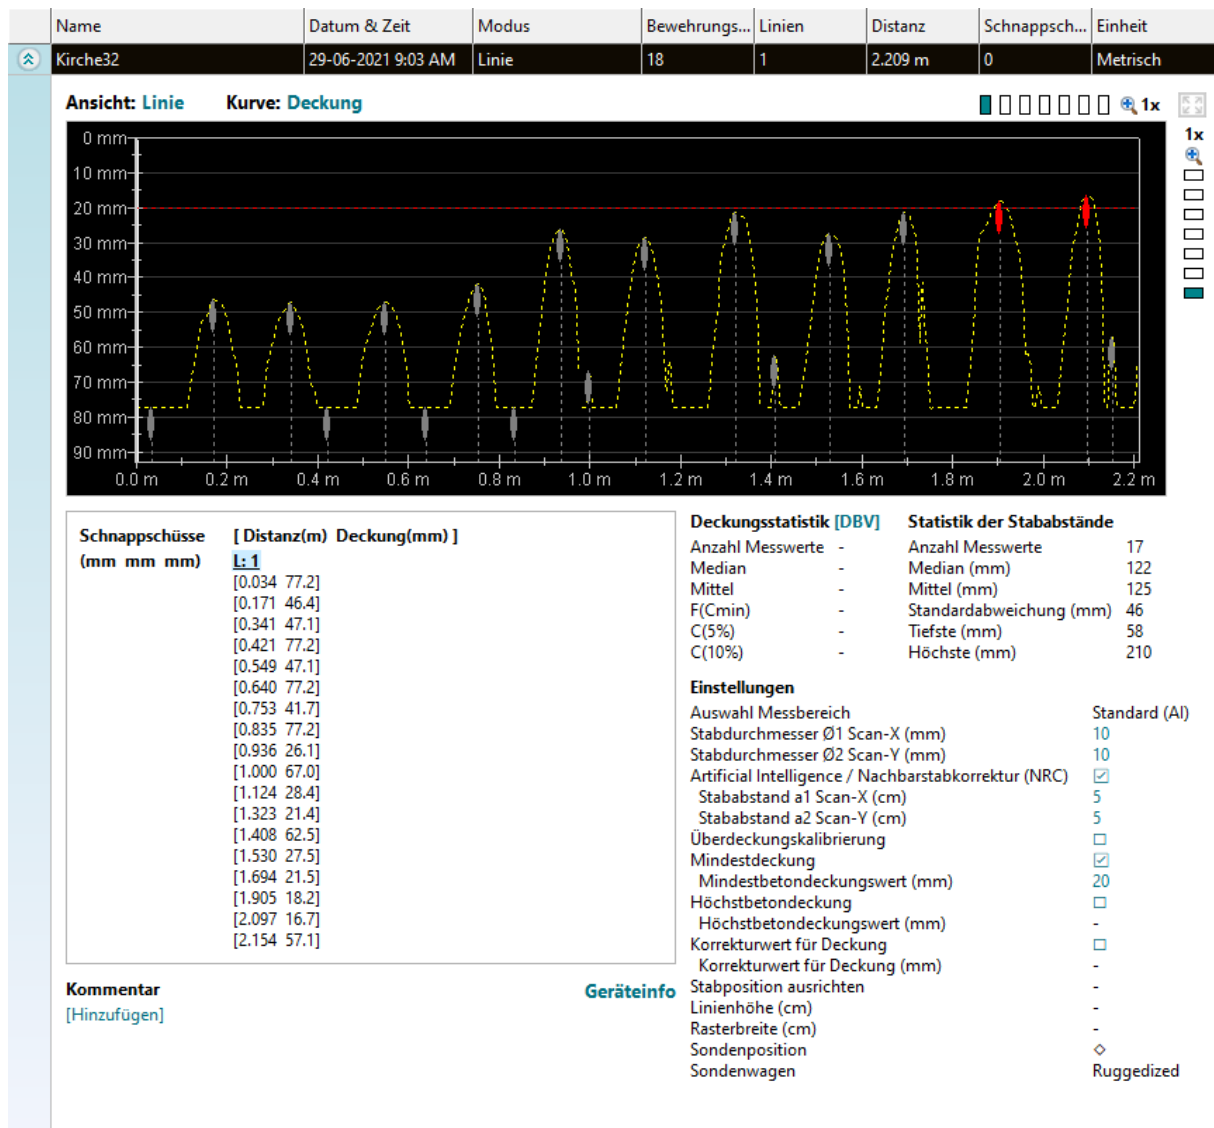 Name Datum & Zeit Modus Bewehrungs... Linien Distanz Schnappsch... Einheit
Kirche32 29-06-2021 9:03 AM Linie 18 1 2.209 m 0 Metrisch
Ansicht: Linie Kurve: Deckung 1x
1x
0 mm
10 mm
20 mm
30 mm
40 mm
50 mm
60 mm
70 mm
80 mm
90 mm
0.0 m 0.2 m 0.4 m 0.6 m 0.8 m 1.0 m 1.2 m 1.4 m 1.6 m 1.8 m 2.0 m 2.2 m
Schnappschüsse [ Distanz(m) Deckung(mm) ]
(mm mm mm) L: 1
[0.034 77.2]
[0.171 46.4]
[0.341 47.1]
[0.421 77.2]
[0.549 47.1]
[0.640 77.2]
[0.753 41.7]
[0.835 77.2]
[0.936 26.1]
[1.000 67.0]
[1.124 28.4]
[1.323 21.4]
[1.408 62.5]
[1.530 27.5]
[1.694 21.5]
[1.905 18.2]
[2.097 16.7]
[2.154 57.1]
Kommentar Geräteinfo
[Hinzufügen]
Deckungsstatistik [DBV] Statistik der Stababstände
Anzahl Messwerte - Anzahl Messwerte 17
Median - Median (mm) 122
Mittel - Mittel (mm) 125
F(Cmin) - Standardabweichung (mm) 46
C(5%) - Tiefste (mm) 58
C(10%) - Höchste (mm) 210
Einstellungen
Auswahl Messbereich Standard (AI)
Stabdurchmesser Ø1 Scan-X (mm) 10
Stabdurchmesser Ø2 Scan-Y (mm) 10
Artificial Intelligence / Nachbarstabkorrektur (NRC)
Stababstand a1 Scan-X (cm) 5
Stababstand a2 Scan-Y (cm) 5
Überdeckungskalibrierung
Mindestdeckung
Mindestbetondeckungswert (mm) 20
Höchstbetondeckung
Höchstbetondeckungswert (mm) -
Korrekturwert für Deckung
Korrekturwert für Deckung (mm) -
Stabposition ausrichten -
Linienhöhe (cm) -
Rasterbreite (cm) -
Sondenposition
Sondenwagen Ruggedized